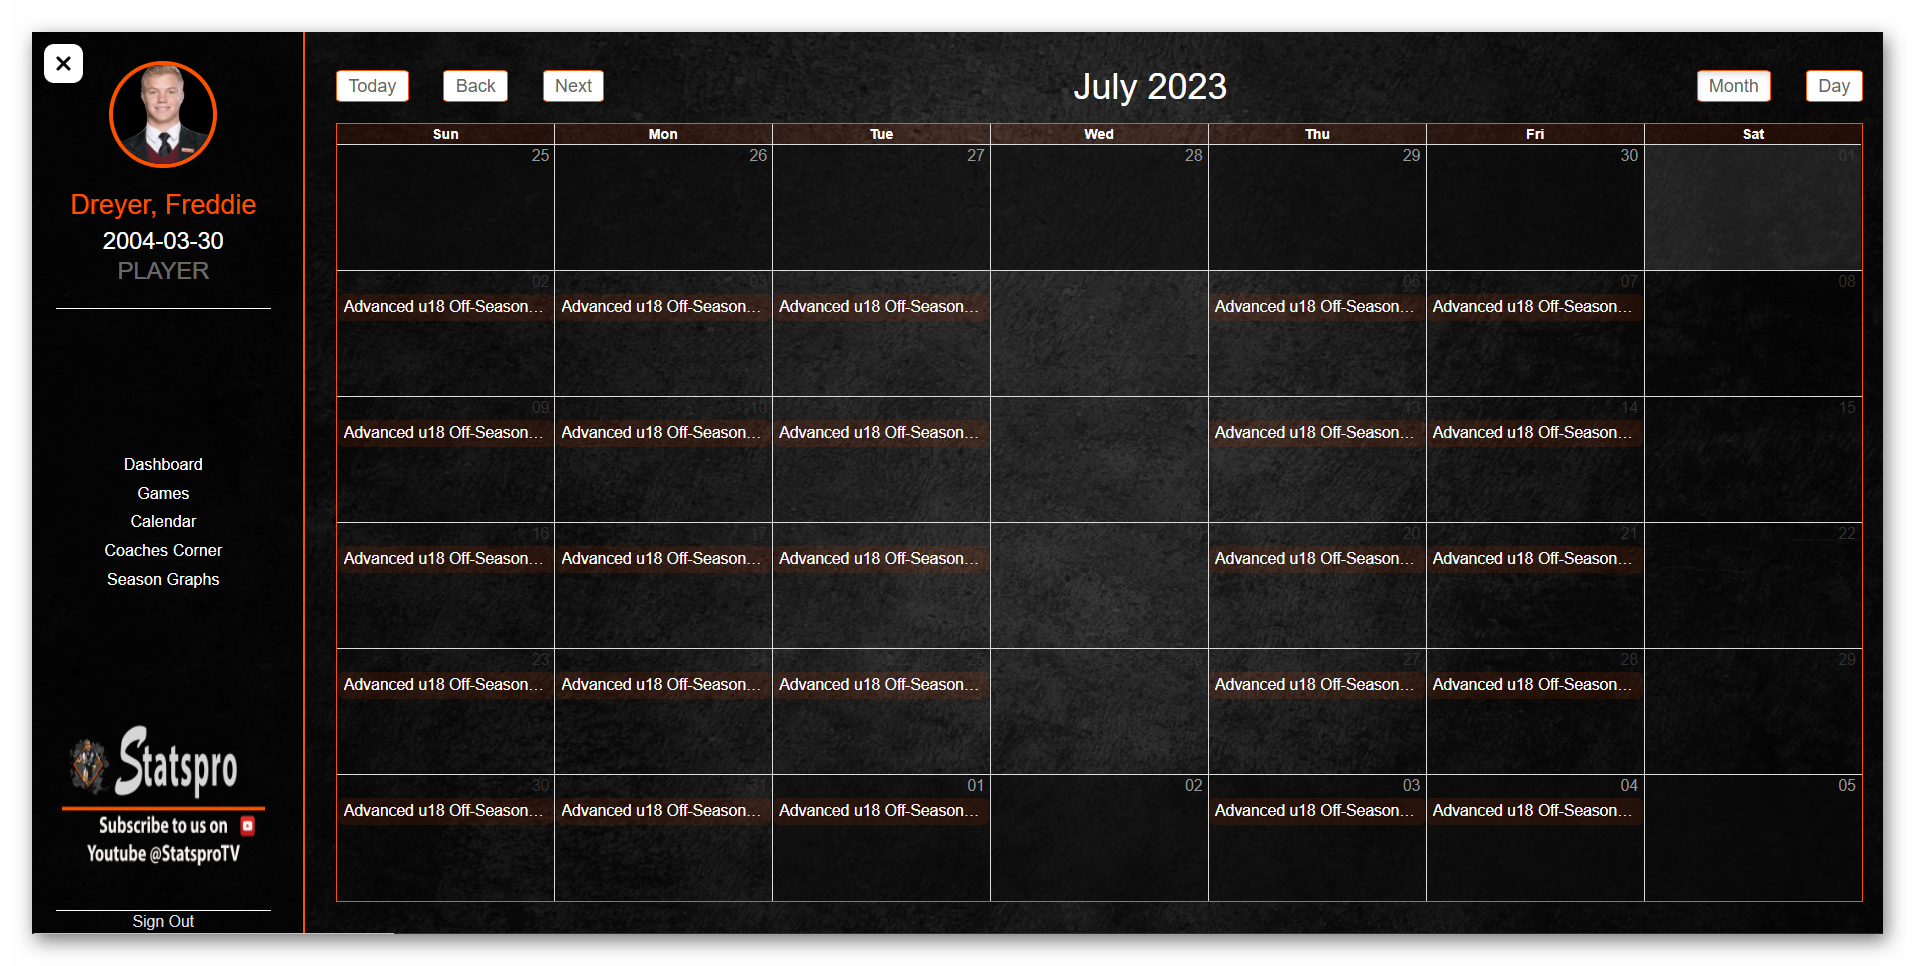 Dreyer, Freddie
2004-03-30
PLAYER
Dashboard
Games
Calendar
Coaches Corner
Season Graphs
Statspro
Subscribe to us on
Youtube @StatsproTV
Sign Out
Today Back Next July 2023 Month Day
Sun Mon Tue Wed Thu Fri Sat
25 26 27 28 29 30 01
02 03 06 07 08
Advanced u18 Off-Season... Advanced u18 Off-Season... Advanced u18 Off-Season... Advanced u18 Off-Season... Advanced u18 Off-Season...
09 10 11 12 13 14 15
Advanced u18 Off-Season... Advanced u18 Off-Season... Advanced u18 Off-Season... Advanced u18 Off-Season... Advanced u18 Off-Season...
16 17 19 20 21 22
Advanced u18 Off-Season... Advanced u18 Off-Season... Advanced u18 Off-Season... Advanced u18 Off-Season... Advanced u18 Off-Season...
23 24 26 27 28 29
Advanced u18 Off-Season... Advanced u18 Off-Season... Advanced u18 Off-Season... Advanced u18 Off-Season... Advanced u18 Off-Season...
30 31 01 02 03 04 05
Advanced u18 Off-Season... Advanced u18 Off-Season... Advanced u18 Off-Season... Advanced u18 Off-Season... Advanced u18 Off-Season...